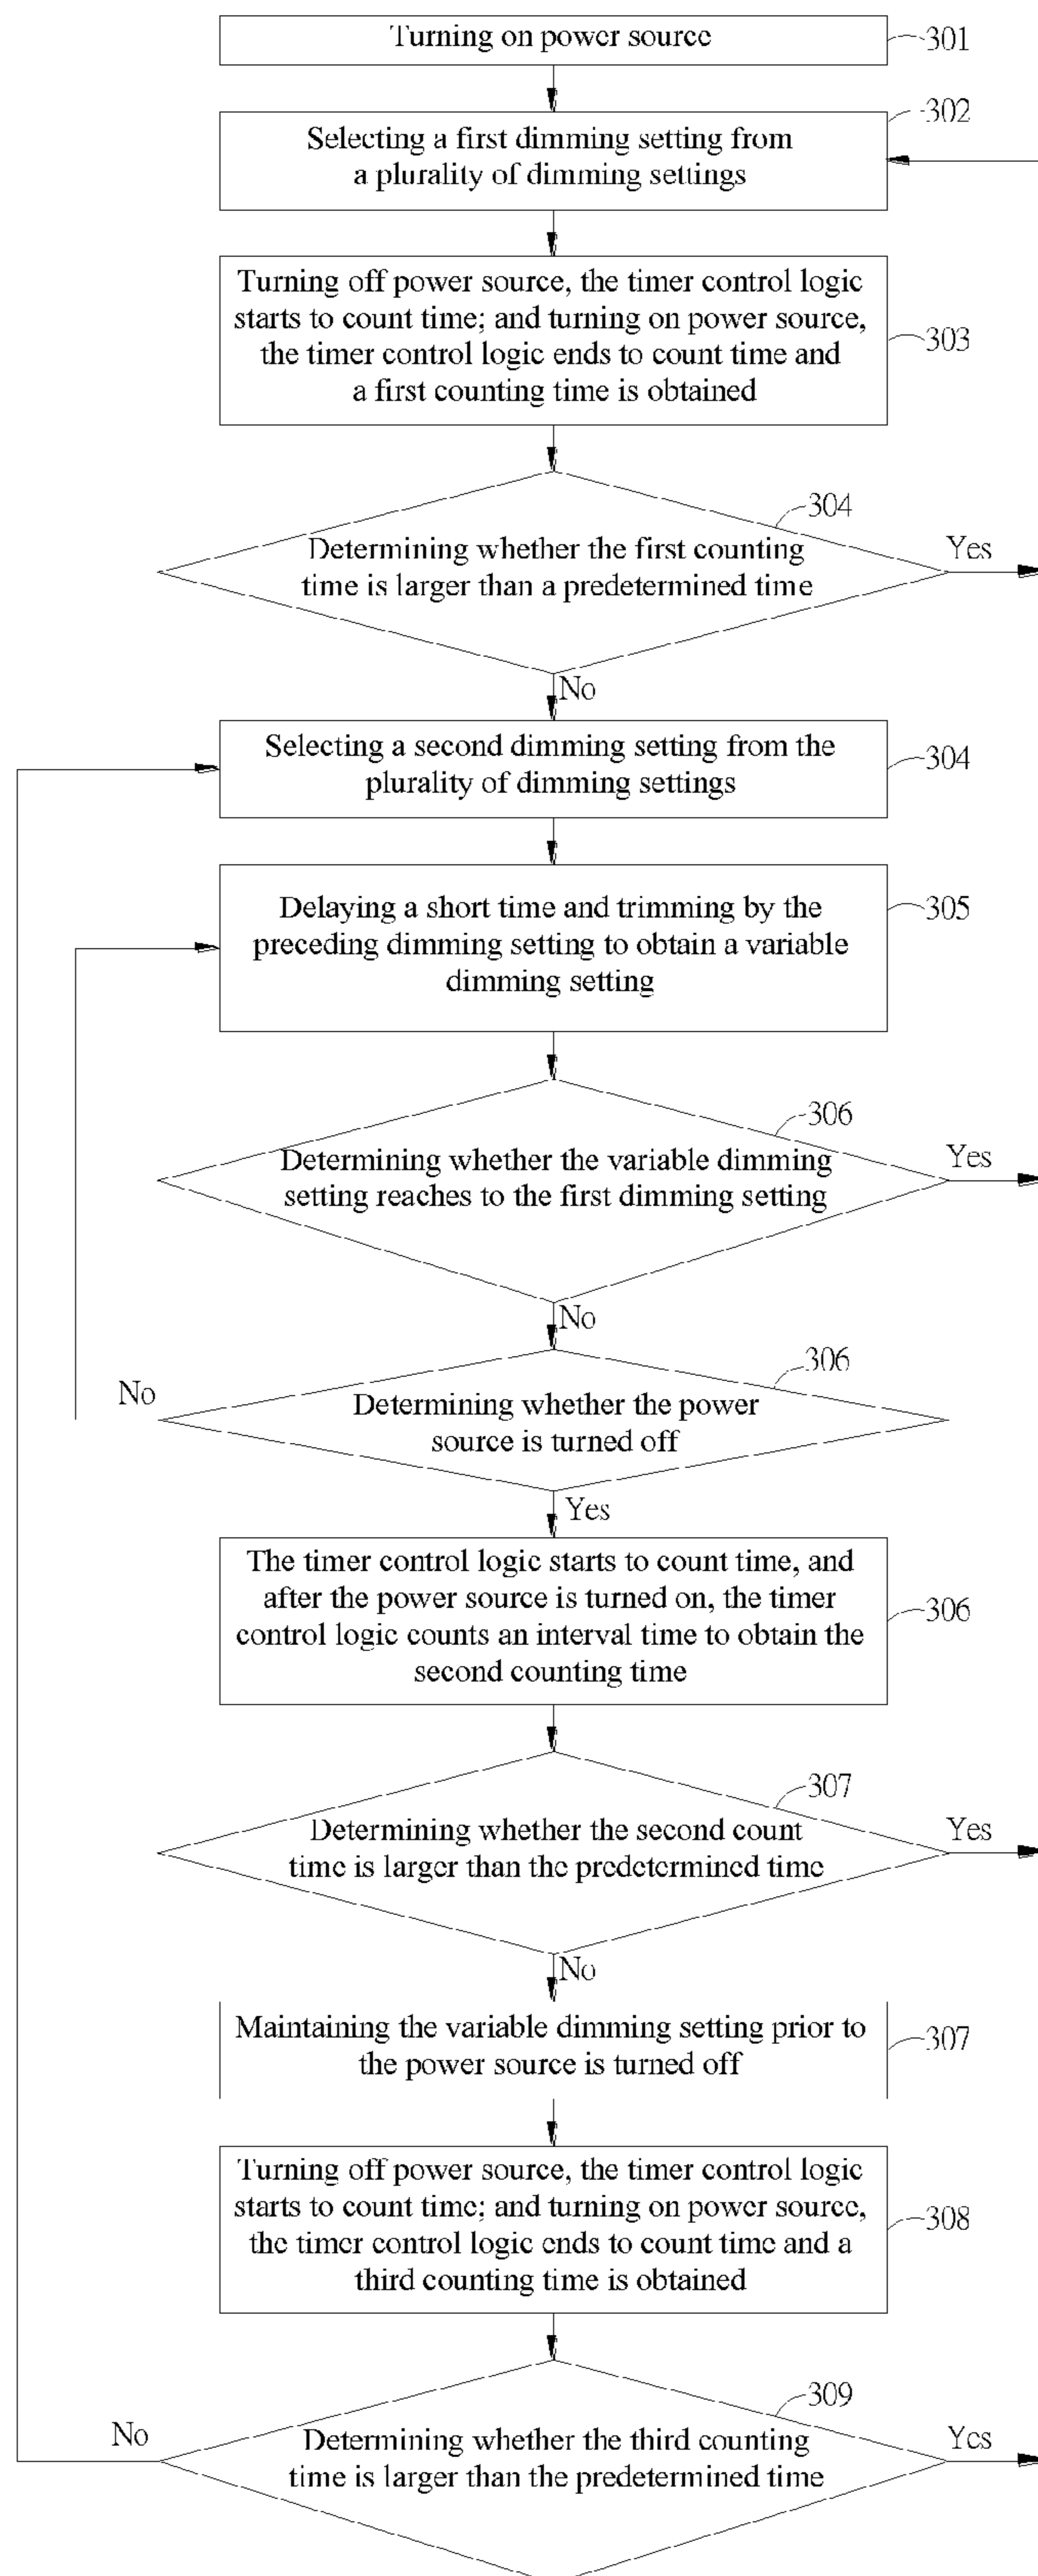 Turning on power source
301
302
Selecting a first dimming setting from
a plurality of dimming settings
Turning off power source, the timer control logic
starts to count time; and turning on power source,
the timer control logic ends to count time and
a first counting time is obtained
303
304
Determining whether the first counting
time is larger than a predetermined time
Yes
No
Selecting a second dimming setting from the
plurality of dimming settings
304
Delaying a short time and trimming by the
preceding dimming setting to obtain a variable
dimming setting
305
306
Determining whether the variable dimming
setting reaches to the first dimming setting
Yes
No
306
No
Determining whether the power
source is turned off
Yes
The timer control logic starts to count time, and
after the power source is turned on, the timer
control logic counts an interval time to obtain the
second counting time
306
307
Determining whether the second count
time is larger than the predetermined time
Yes
No
Maintaining the variable dimming setting prior to
the power source is turned off
307
Turning off power source, the timer control logic
starts to count time; and turning on power source,
the timer control logic ends to count time and a
third counting time is obtained
308
309
No
Determining whether the third counting
time is larger than the predetermined time
Yes